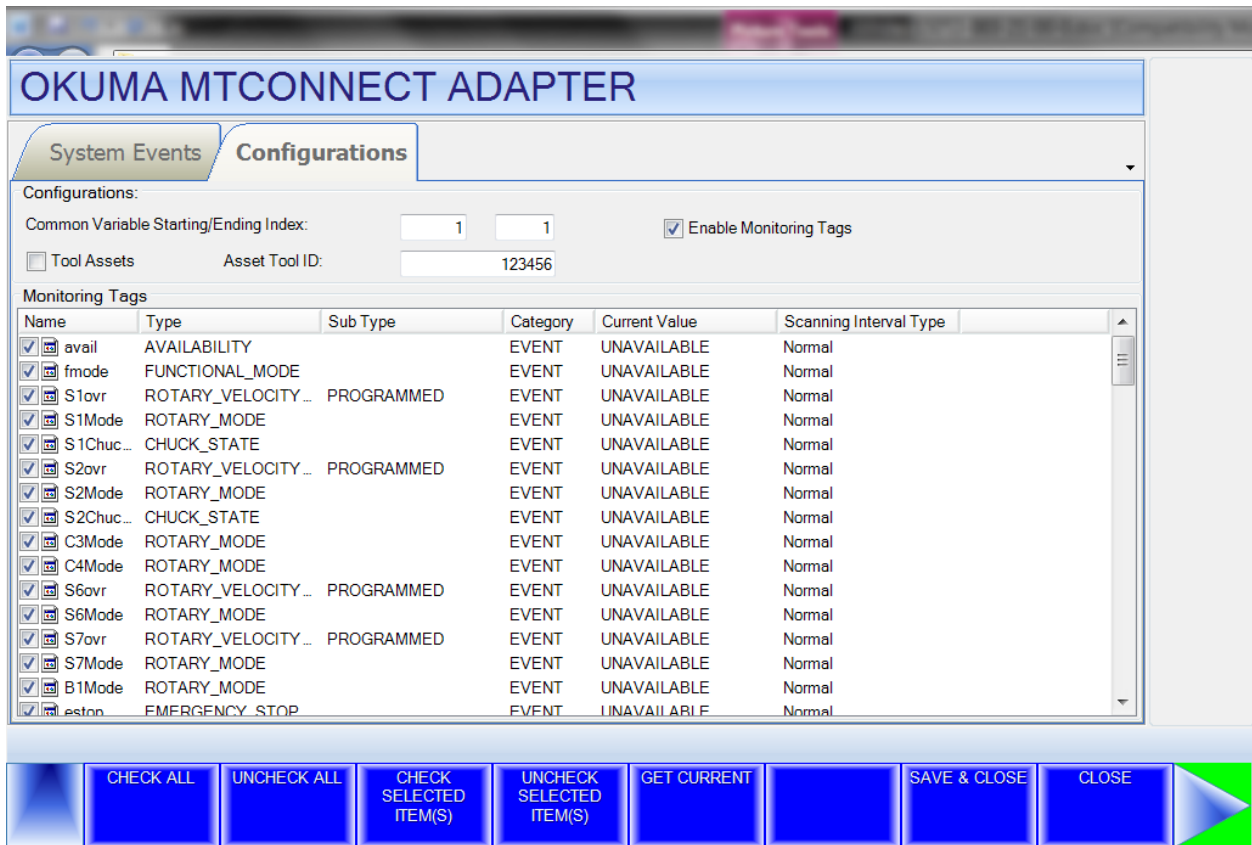 OKUMA MTCONNECT ADAPTER
System Events Configurations
Configurations:
Common Variable Starting/Ending Index: 1 1 Enable Monitoring Tags
Tool Assets Asset Tool ID: 123456
Monitoring Tags
Name Type Sub Type Category Current Value Scanning Interval Type
avail AVAILABILITY EVENT UNAVAILABLE Normal
fmode FUNCTIONAL_MODE EVENT UNAVAILABLE Normal
S1ovr ROTARY_VELOCITY... PROGRAMMED EVENT UNAVAILABLE Normal
S1Mode ROTARY_MODE EVENT UNAVAILABLE Normal
S1Chuc... CHUCK_STATE EVENT UNAVAILABLE Normal
S2ovr ROTARY_VELOCITY... PROGRAMMED EVENT UNAVAILABLE Normal
S2Mode ROTARY_MODE EVENT UNAVAILABLE Normal
S2Chuc... CHUCK_STATE EVENT UNAVAILABLE Normal
C3Mode ROTARY_MODE EVENT UNAVAILABLE Normal
C4Mode ROTARY_MODE EVENT UNAVAILABLE Normal
S6ovr ROTARY_VELOCITY... PROGRAMMED EVENT UNAVAILABLE Normal
S6Mode ROTARY_MODE EVENT UNAVAILABLE Normal
S7ovr ROTARY_VELOCITY... PROGRAMMED EVENT UNAVAILABLE Normal
S7Mode ROTARY_MODE EVENT UNAVAILABLE Normal
B1Mode ROTARY_MODE EVENT UNAVAILABLE Normal
estop EMERGENCY_STOP EVENT UNAVAILABLE Normal
CHECK ALL UNCHECK ALL CHECK SELECTED ITEM(S) UNCHECK SELECTED ITEM(S) GET CURRENT SAVE & CLOSE CLOSE